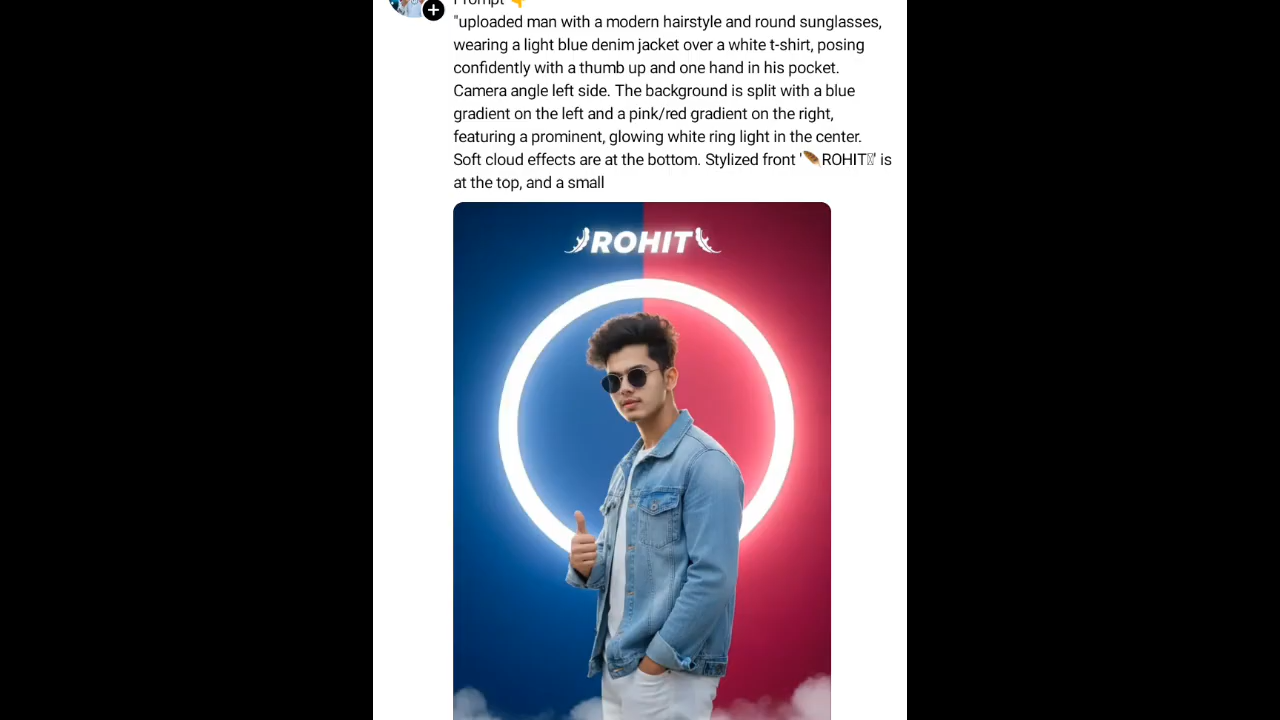 Prompt 👇
"uploaded man with a modern hairstyle and round sunglasses,
wearing a light blue denim jacket over a white t-shirt, posing
confidently with a thumb up and one hand in his pocket.
Camera angle left side. The background is split with a blue
gradient on the left and a pink/red gradient on the right,
featuring a prominent, glowing white ring light in the center.
Soft cloud effects are at the bottom. Stylized front '🪶ROHIT' is
at the top, and a small
ROHIT